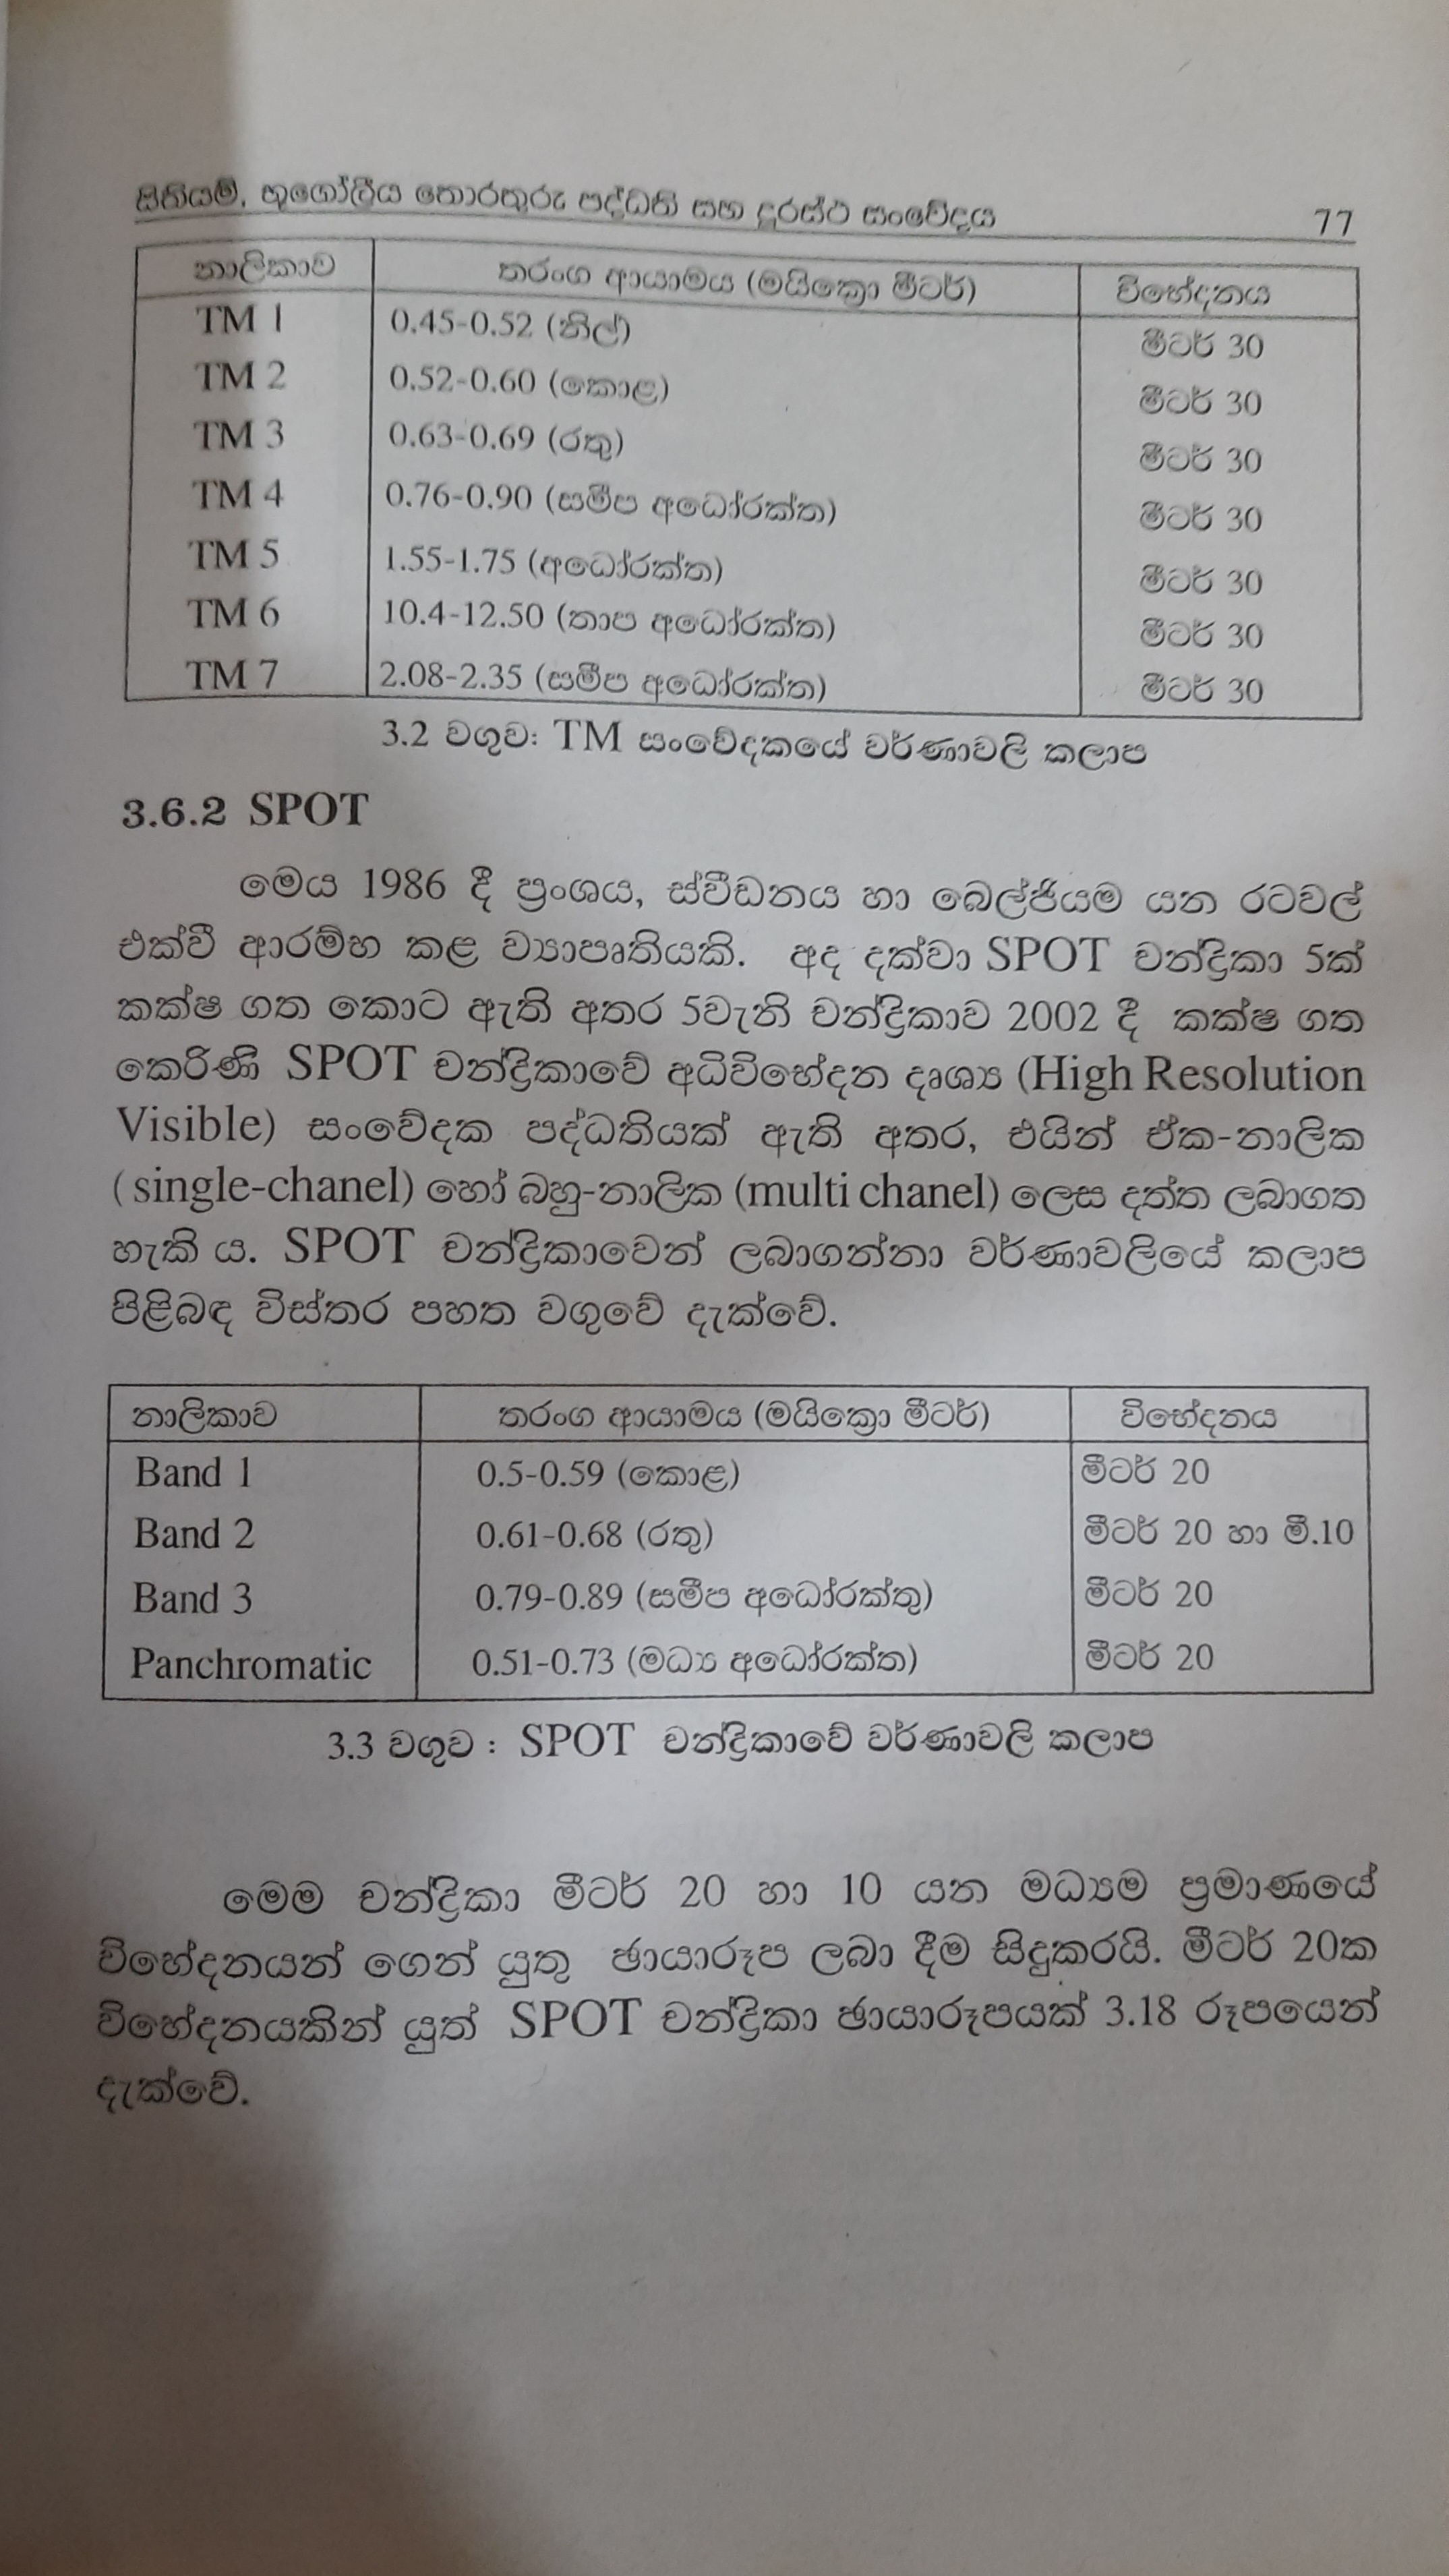 සිතියම්, භූගෝලීය තොරතුරු පද්ධති සහ දුරස්ථ සංවේදය 77
නාලිකාව තරංග ආයාමය (මයික්‍රො මීටර්) විභේදනය
TM 1 0.45-0.52 (නිල්) මීටර් 30
TM 2 0.52-0.60 (කොළ) මීටර් 30
TM 3 0.63-0.69 (රතු) මීටර් 30
TM 4 0.76-0.90 (සමීප අධෝරක්ත) මීටර් 30
TM 5 1.55-1.75 (අධෝරක්ත) මීටර් 30
TM 6 10.4-12.50 (තාප අධෝරක්ත) මීටර් 30
TM 7 2.08-2.35 (සමීප අධෝරක්ත) මීටර් 30
3.2 වගුව: TM සංවේදකයේ වර්ණාවලි කලාප
3.6.2 SPOT
මෙය 1986 දී ප්‍රංශය, ස්වීඩනය හා බෙල්ජියම යන රටවල්
එක්වී ආරම්භ කළ ව්‍යාපෘතියකි. අද දක්වා SPOT චන්ද්‍රිකා 5ක්
කක්ෂ ගත කොට ඇති අතර 5වැනි චන්ද්‍රිකාව 2002 දී කක්ෂ ගත
කෙරිණි SPOT චන්ද්‍රිකාවේ අධිවිභේදන දෘශ්‍ය (High Resolution
Visible) සංවේදක පද්ධතියක් ඇති අතර, එයින් ඒක-නාලික
( single-chanel) හෝ බහු-නාලික (multi chanel) ලෙස දත්ත ලබාගත
හැකි ය. SPOT චන්ද්‍රිකාවෙන් ලබාගන්නා වර්ණාවලියේ කලාප
පිළිබඳ විස්තර පහත වගුවේ දැක්වේ.
නාලිකාව තරංග ආයාමය (මයික්‍රො මීටර්) විභේදනය
Band 1 0.5-0.59 (කොළ) මීටර් 20
Band 2 0.61-0.68 (රතු) මීටර් 20 හා මී.10
Band 3 0.79-0.89 (සමීප අධෝරක්තු) මීටර් 20
Panchromatic 0.51-0.73 (මධ්‍ය අධෝරක්ත) මීටර් 20
3.3 වගුව : SPOT චන්ද්‍රිකාවේ වර්ණාවලි කලාප
මෙම චන්ද්‍රිකා මීටර් 20 හා 10 යන මධ්‍යම ප්‍රමාණයේ
විභේදනයන් ගෙන් යුතු ඡායාරූප ලබා දීම සිදුකරයි. මීටර් 20ක
විභේදනයකින් යුත් SPOT චන්ද්‍රිකා ඡායාරූපයක් 3.18 රූපයෙන්
දැක්වේ.